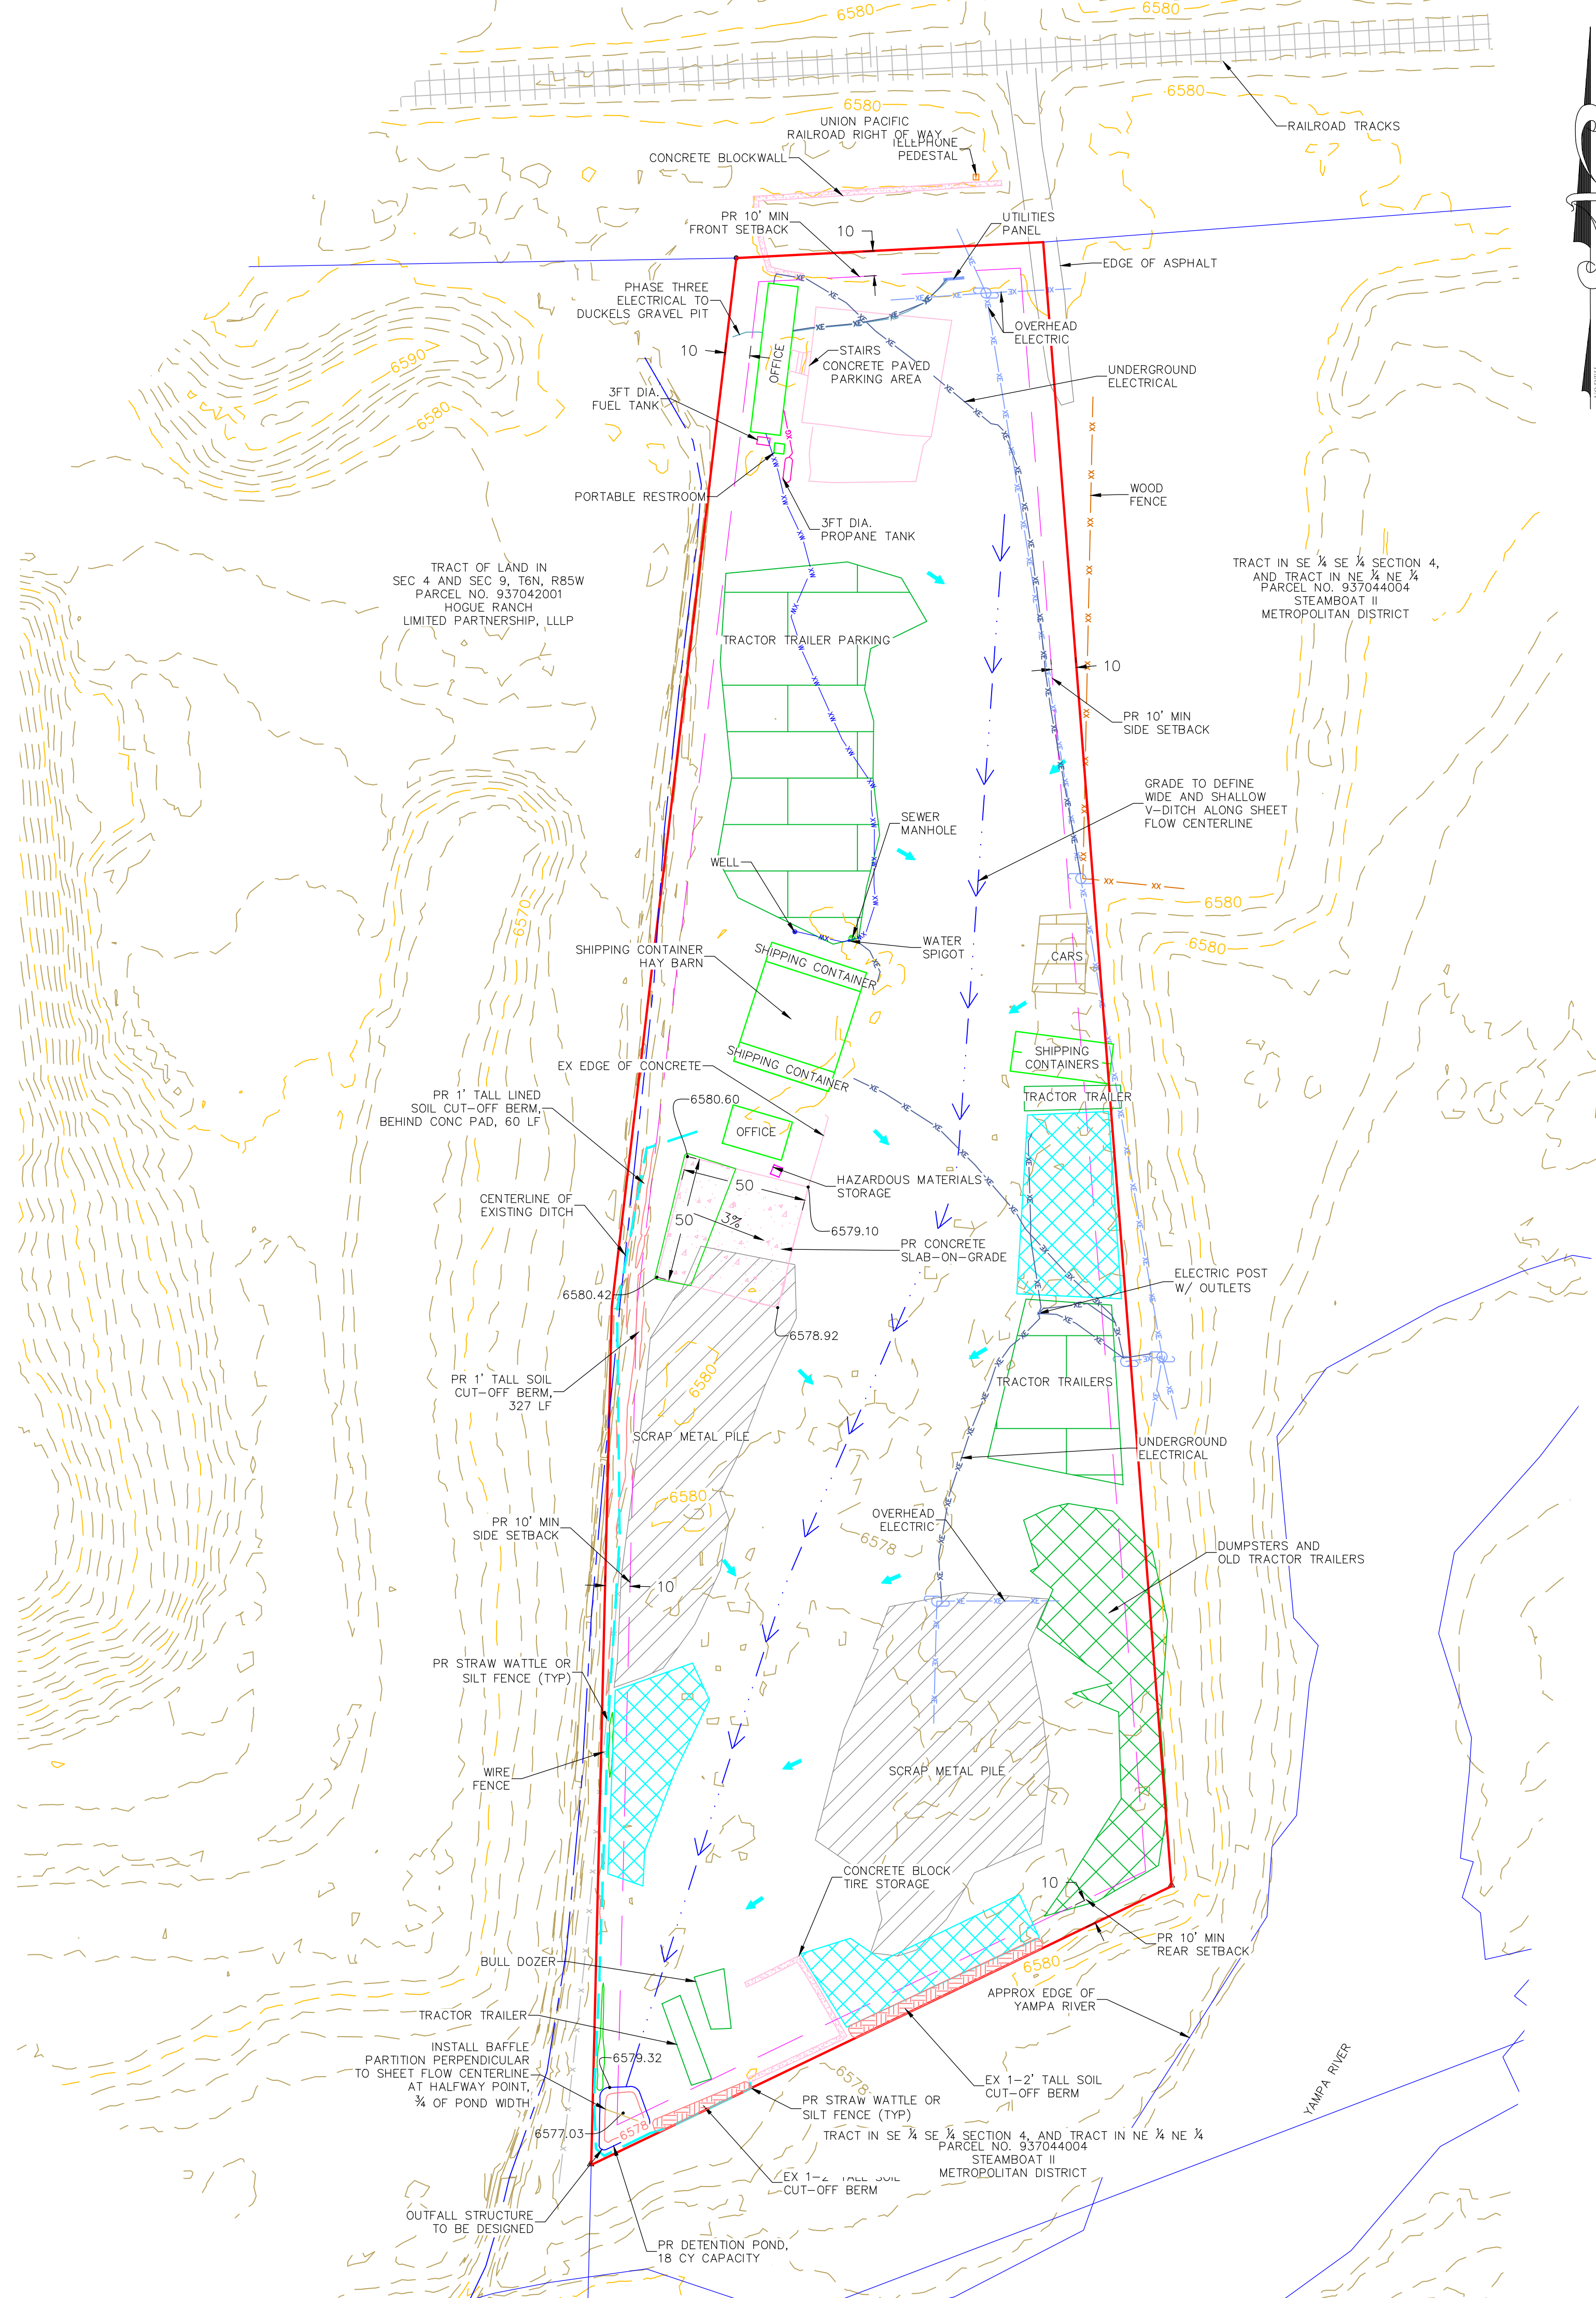 6580
6580
6580
6580
RAILROAD TRACKS
UNION PACIFIC
RAILROAD RIGHT OF WAY
TELEPHONE
PEDESTAL
CONCRETE BLOCKWALL
PR 10' MIN
FRONT SETBACK
10
UTILITIES
PANEL
EDGE OF ASPHALT
PHASE THREE
ELECTRICAL TO
DUCKELS GRAVEL PIT
OVERHEAD
ELECTRIC
10
OFFICE
STAIRS
CONCRETE PAVED
PARKING AREA
UNDERGROUND
ELECTRICAL
6590
6580
3FT DIA.
FUEL TANK
PORTABLE RESTROOM
WOOD
FENCE
3FT DIA.
PROPANE TANK
TRACT OF LAND IN
SEC 4 AND SEC 9, T6N, R85W
PARCEL NO. 937042001
HOGUE RANCH
LIMITED PARTNERSHIP, LLLP
TRACT IN SE ¼ SE ¼ SECTION 4,
AND TRACT IN NE ¼ NE ¼
PARCEL NO. 937044004
STEAMBOAT II
METROPOLITAN DISTRICT
TRACTOR TRAILER PARKING
10
PR 10' MIN
SIDE SETBACK
GRADE TO DEFINE
WIDE AND SHALLOW
V-DITCH ALONG SHEET
FLOW CENTERLINE
SEWER
MANHOLE
WELL
6570
6580
6580
WATER
SPIGOT
SHIPPING CONTAINER
HAY BARN
SHIPPING CONTAINER
CARS
SHIPPING CONTAINER
SHIPPING
CONTAINERS
EX EDGE OF CONCRETE
TRACTOR TRAILER
PR 1' TALL LINED
SOIL CUT-OFF BERM,
BEHIND CONC PAD, 60 LF
6580.60
OFFICE
HAZARDOUS MATERIALS
STORAGE
50
50
3%
CENTERLINE OF
EXISTING DITCH
6579.10
PR CONCRETE
SLAB-ON-GRADE
ELECTRIC POST
W/ OUTLETS
6580.42
6578.92
PR 1' TALL SOIL
CUT-OFF BERM,
327 LF
6580
TRACTOR TRAILERS
SCRAP METAL PILE
UNDERGROUND
ELECTRICAL
6580
PR 10' MIN
SIDE SETBACK
OVERHEAD
ELECTRIC
6578
DUMPSTERS AND
OLD TRACTOR TRAILERS
10
PR STRAW WATTLE OR
SILT FENCE (TYP)
WIRE
FENCE
SCRAP METAL PILE
CONCRETE BLOCK
TIRE STORAGE
10
PR 10' MIN
REAR SETBACK
6580
BULL DOZER
APPROX EDGE OF
YAMPA RIVER
TRACTOR TRAILER
INSTALL BAFFLE
PARTITION PERPENDICULAR
TO SHEET FLOW CENTERLINE
AT HALFWAY POINT,
¾ OF POND WIDTH
6579.32
6578
EX 1-2' TALL SOIL
CUT-OFF BERM
YAMPA RIVER
PR STRAW WATTLE OR
SILT FENCE (TYP)
6577.03
6578
TRACT IN SE ¼ SE ¼ SECTION 4, AND TRACT IN NE ¼ NE ¼
PARCEL NO. 937044004
STEAMBOAT II
METROPOLITAN DISTRICT
EX 1-2' TALL SOIL
CUT-OFF BERM
OUTFALL STRUCTURE
TO BE DESIGNED
PR DETENTION POND,
18 CY CAPACITY